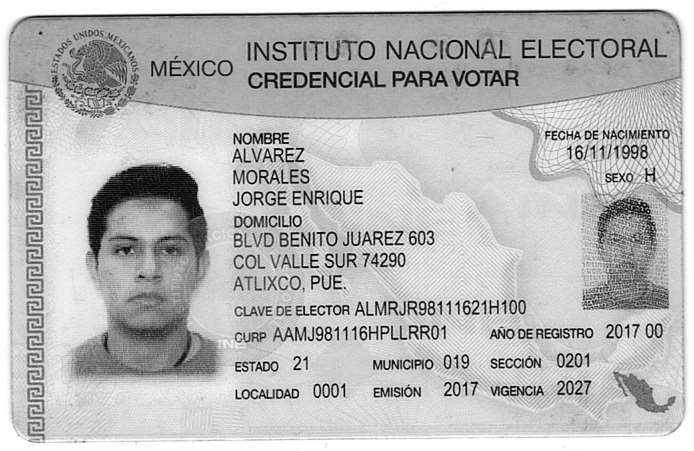 ESTADOS UNIDOS MEXICANOS
MÉXICO INSTITUTO NACIONAL ELECTORAL
CREDENCIAL PARA VOTAR
NOMBRE
ALVAREZ
MORALES
JORGE ENRIQUE
FECHA DE NACIMIENTO
16/11/1998
SEXO H
DOMICILIO
BLVD BENITO JUAREZ 603
COL VALLE SUR 74290
ATLIXCO, PUE.
CLAVE DE ELECTOR ALMRJR98111621H100
CURP AAMJ981116HPLLRR01 AÑO DE REGISTRO 2017 00
ESTADO 21 MUNICIPIO 019 SECCIÓN 0201
LOCALIDAD 0001 EMISIÓN 2017 VIGENCIA 2027
INE